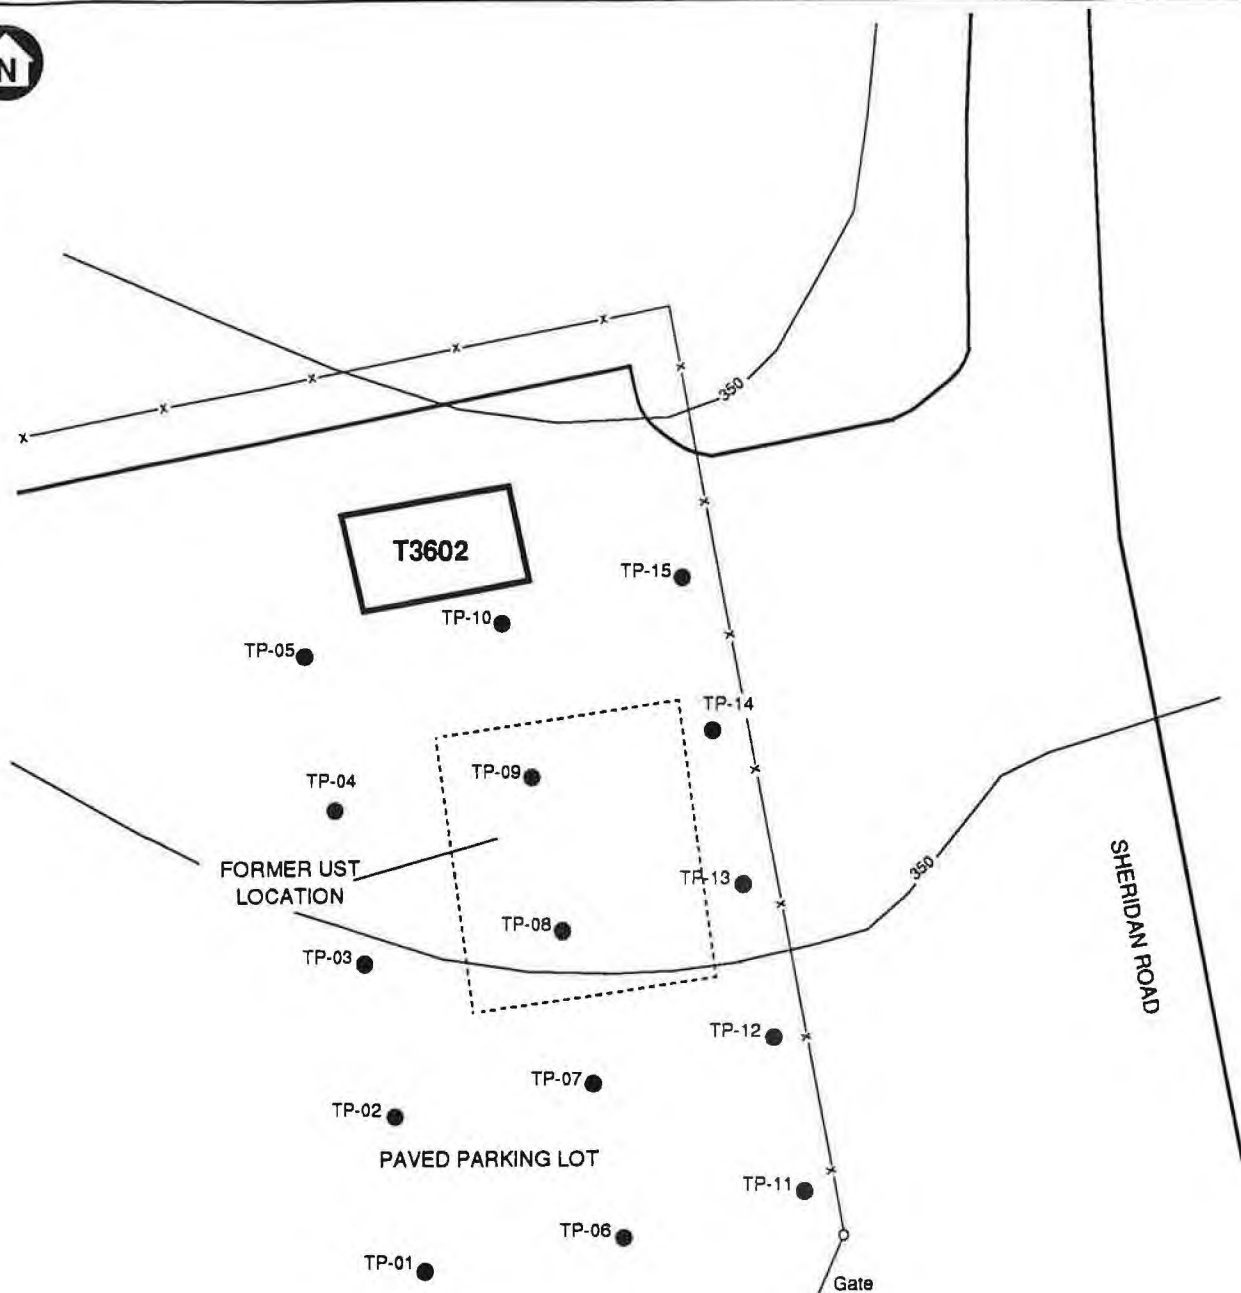 N
350
T3602
TP-15
TP-10
TP-05
TP-14
TP-09
TP-04
FORMER UST
LOCATION
TP-13
350
SHERIDAN ROAD
TP-08
TP-03
TP-12
TP-07
TP-02
PAVED PARKING LOT
TP-11
TP-06
TP-01
Gate